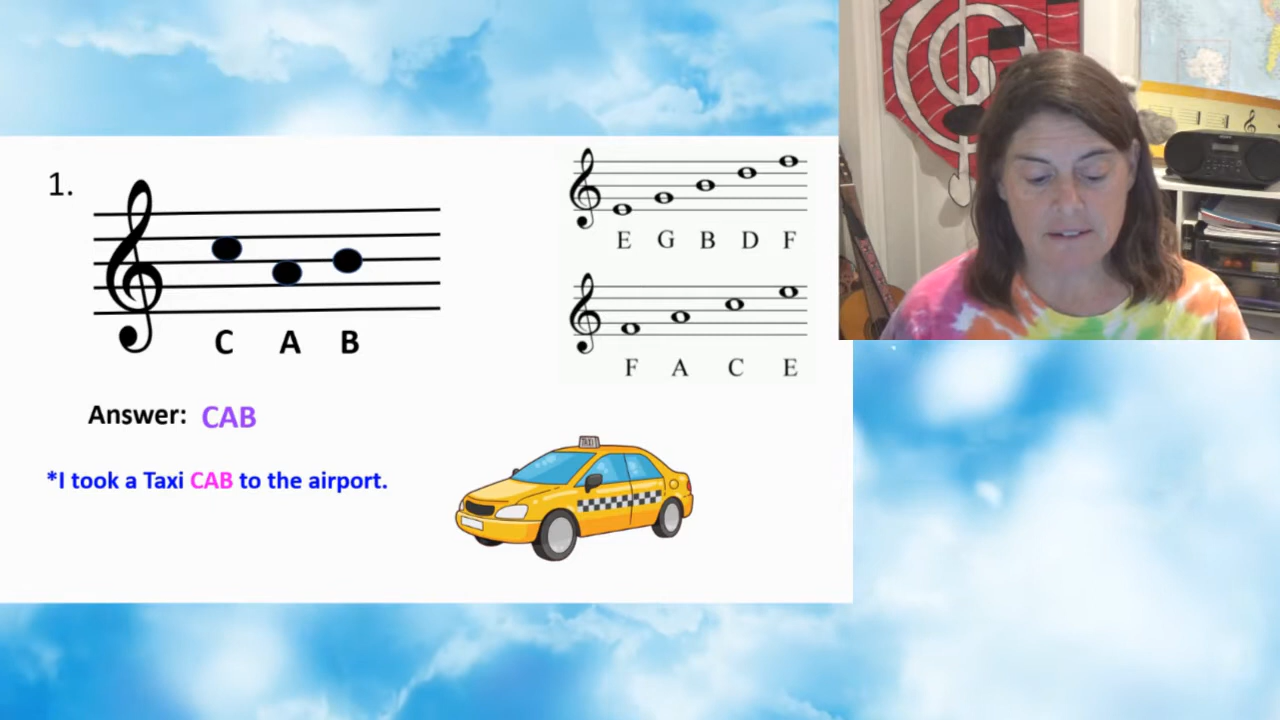 1.
C A B
Answer: CAB
*I took a Taxi CAB to the airport.
TAXI
E G B D F
F A C E